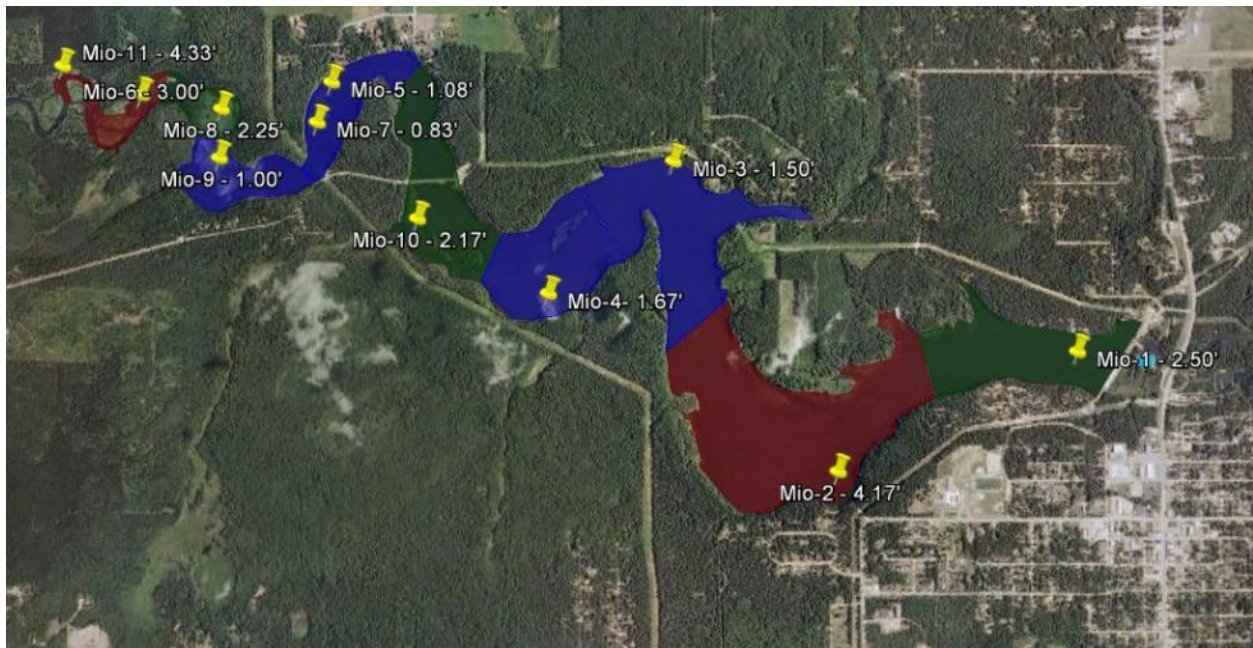 Mio-11 - 4.33'
Mio-6 - 3.00'
Mio-5 - 1.08'
Mio-8 - 2.25'
Mio-7 - 0.83'
Mio-9 - 1.00'
Mio-3 - 1.50'
Mio-10 - 2.17'
Mio-4- 1.67'
Mio-1 - 2.50'
Mio-2 - 4.17'